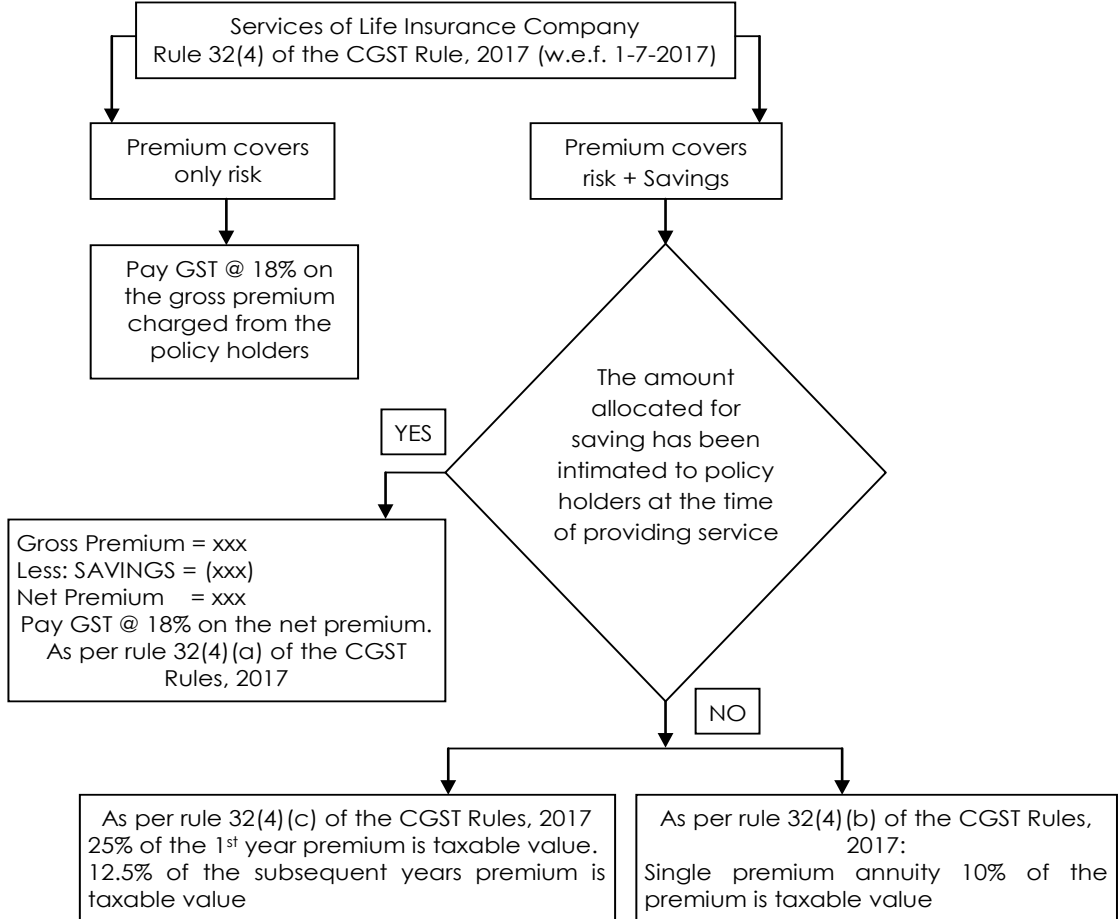 Services of Life Insurance Company
Rule 32(4) of the CGST Rule, 2017 (w.e.f. 1-7-2017)
Premium covers
only risk
Premium covers
risk + Savings
Pay GST @ 18% on
the gross premium
charged from the
policy holders
The amount
allocated for
saving has been
intimated to policy
holders at the time
of providing service
YES
Gross Premium = xxx
Less: SAVINGS = (xxx)
Net Premium = xxx
Pay GST @ 18% on the net premium.
As per rule 32(4)(a) of the CGST
Rules, 2017
NO
As per rule 32(4)(c) of the CGST Rules, 2017
25% of the 1st year premium is taxable value.
12.5% of the subsequent years premium is
taxable value
As per rule 32(4)(b) of the CGST Rules,
2017:
Single premium annuity 10% of the
premium is taxable value